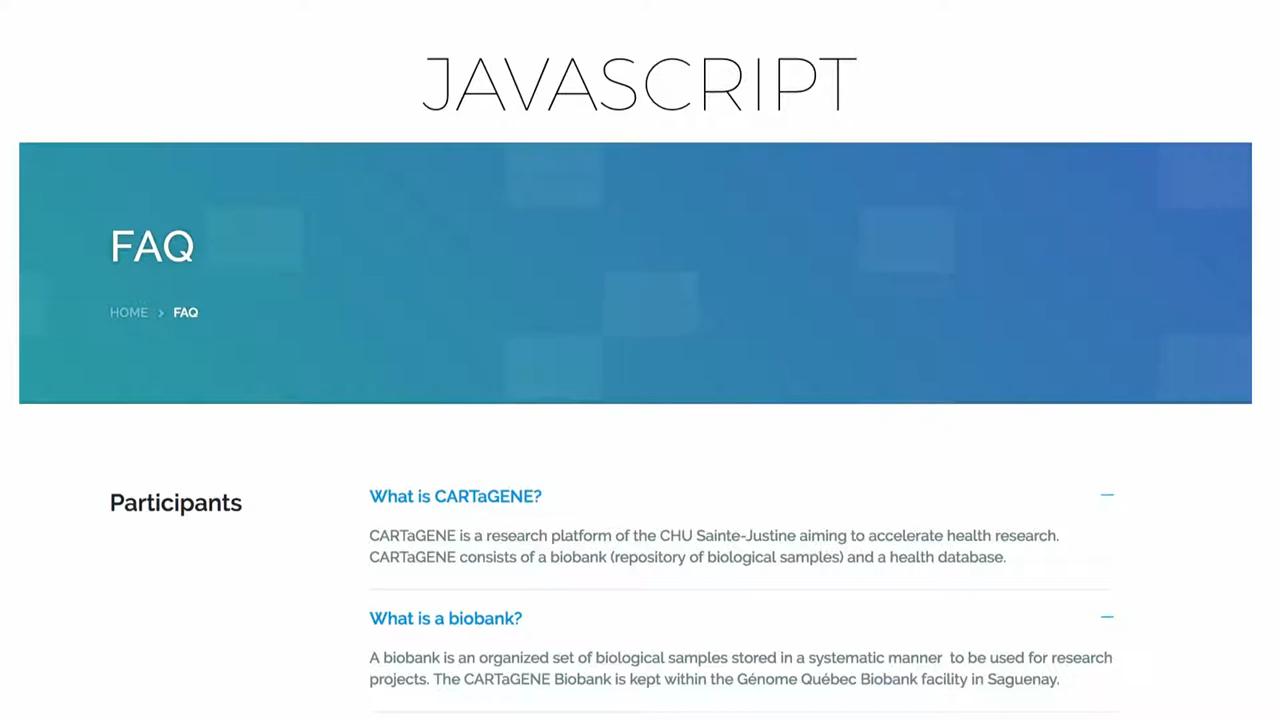 JAVASCRIPT
FAQ
HOME > FAQ
Participants
What is CARTaGENE?
CARTaGENE is a research platform of the CHU Sainte-Justine aiming to accelerate health research.
CARTaGENE consists of a biobank (repository of biological samples) and a health database.
What is a biobank?
A biobank is an organized set of biological samples stored in a systematic manner to be used for research
projects. The CARTaGENE Biobank is kept within the Génome Québec Biobank facility in Saguenay.